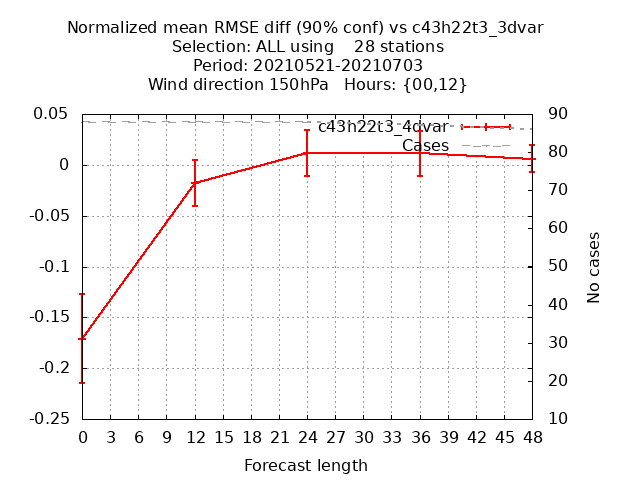 Normalized mean RMSE diff (90% conf) vs c43h22t3_3dvar
Selection: ALL using    28 stations
Period: 20210521-20210703
Wind direction 150hPa   Hours: {00,12}
c43h22t3_4dvar
Cases
0.05
0
-0.05
-0.1
-0.15
-0.2
-0.25
90
80
70
60
50
40
30
20
10
No cases
0 3 6 9 12 15 18 21 24 27 30 33 36 39 42 45 48
Forecast length